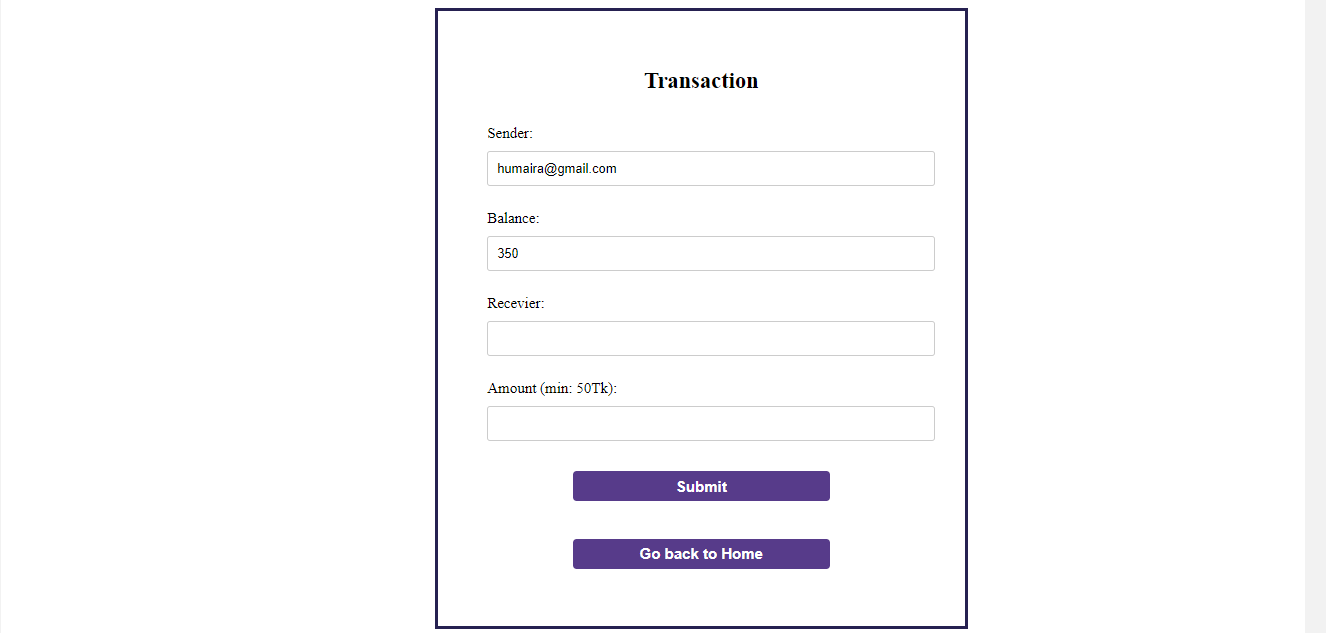 Transaction
Sender:
humaira@gmail.com
Balance:
350
Recevier:
Amount (min: 50Tk):
Submit
Go back to Home